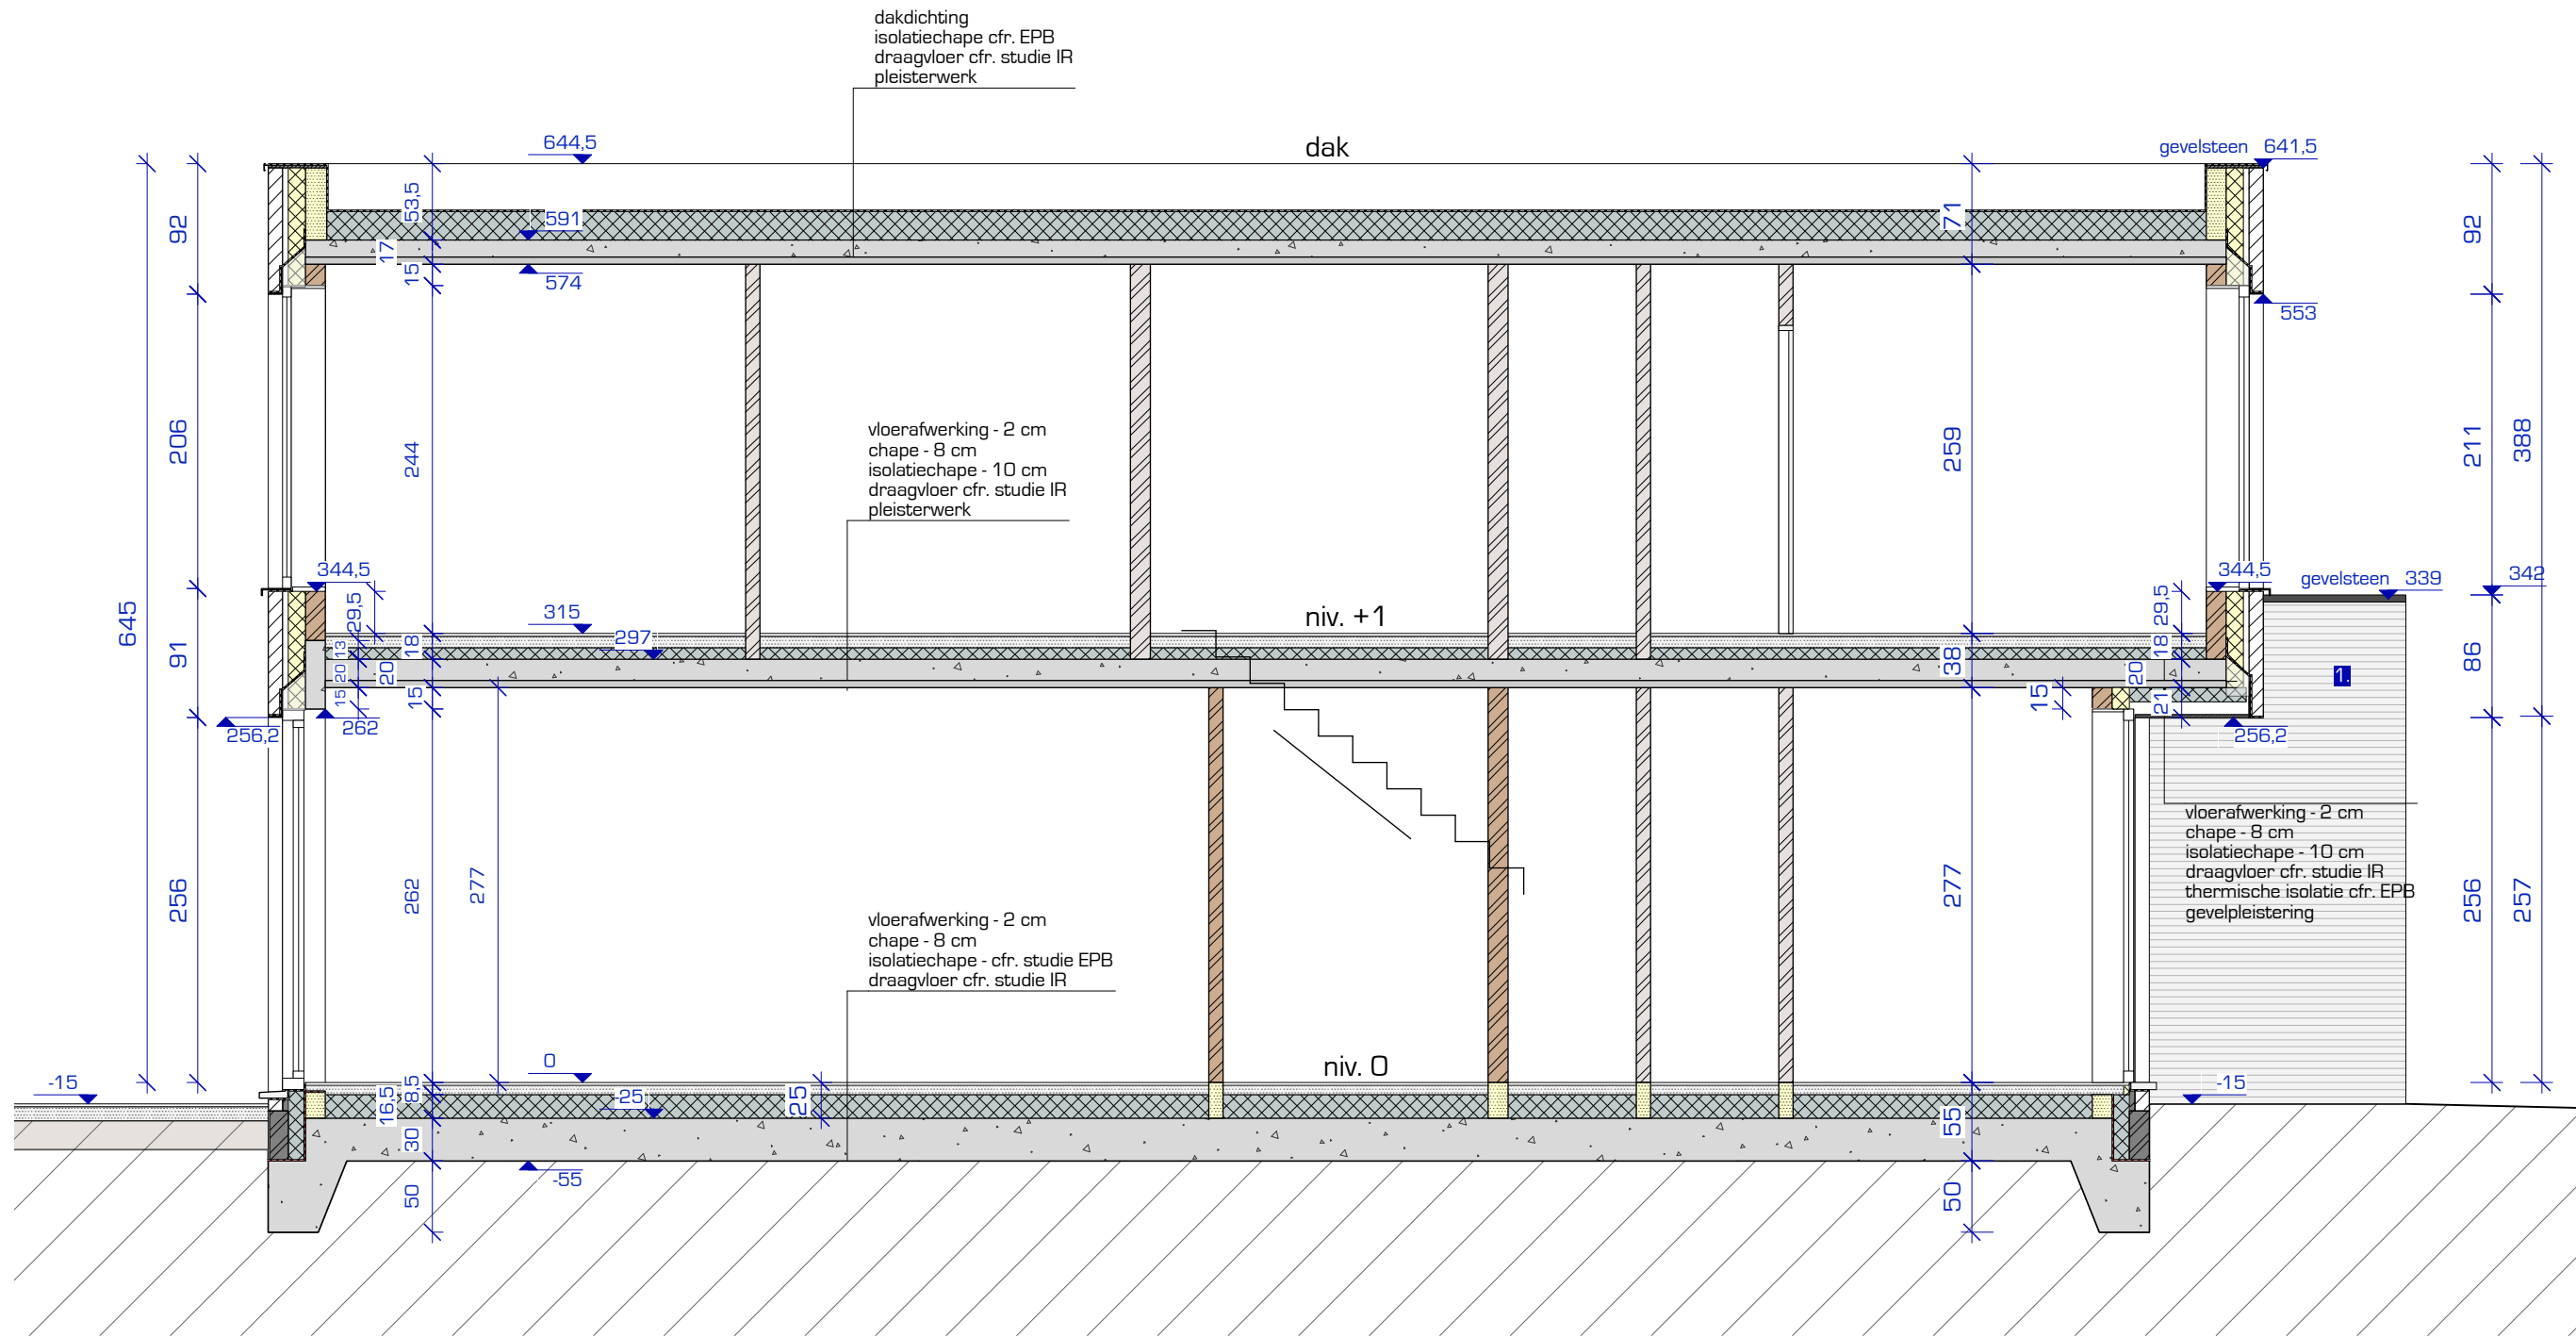 dakdichting
isolatiechape cfr. EPB
draagvloer cfr. studie IR
pleisterwerk
644,5
dak
gevelsteen 641,5
92
53,5
591
71
92
17
15
574
553
206
244
259
211
388
vloerafwerking - 2 cm
chape - 8 cm
isolatiechape - 10 cm
draagvloer cfr. studie IR
pleisterwerk
344,5
29,5
315
niv. +1
344,5
gevelsteen 339
342
29,5
645
91
13
18
297
38
18
20
20
15
15
20
15
21
86
1.
256,2
262
256,2
256
262
277
277
256
257
vloerafwerking - 2 cm
chape - 8 cm
isolatiechape - 10 cm
draagvloer cfr. studie IR
thermische isolatie cfr. EPB
gevelpleistering
vloerafwerking - 2 cm
chape - 8 cm
isolatiechape - cfr. studie EPB
draagvloer cfr. studie IR
0
niv. 0
-15
8,5
16,5
-25
25
-15
30
55
-55
50
50